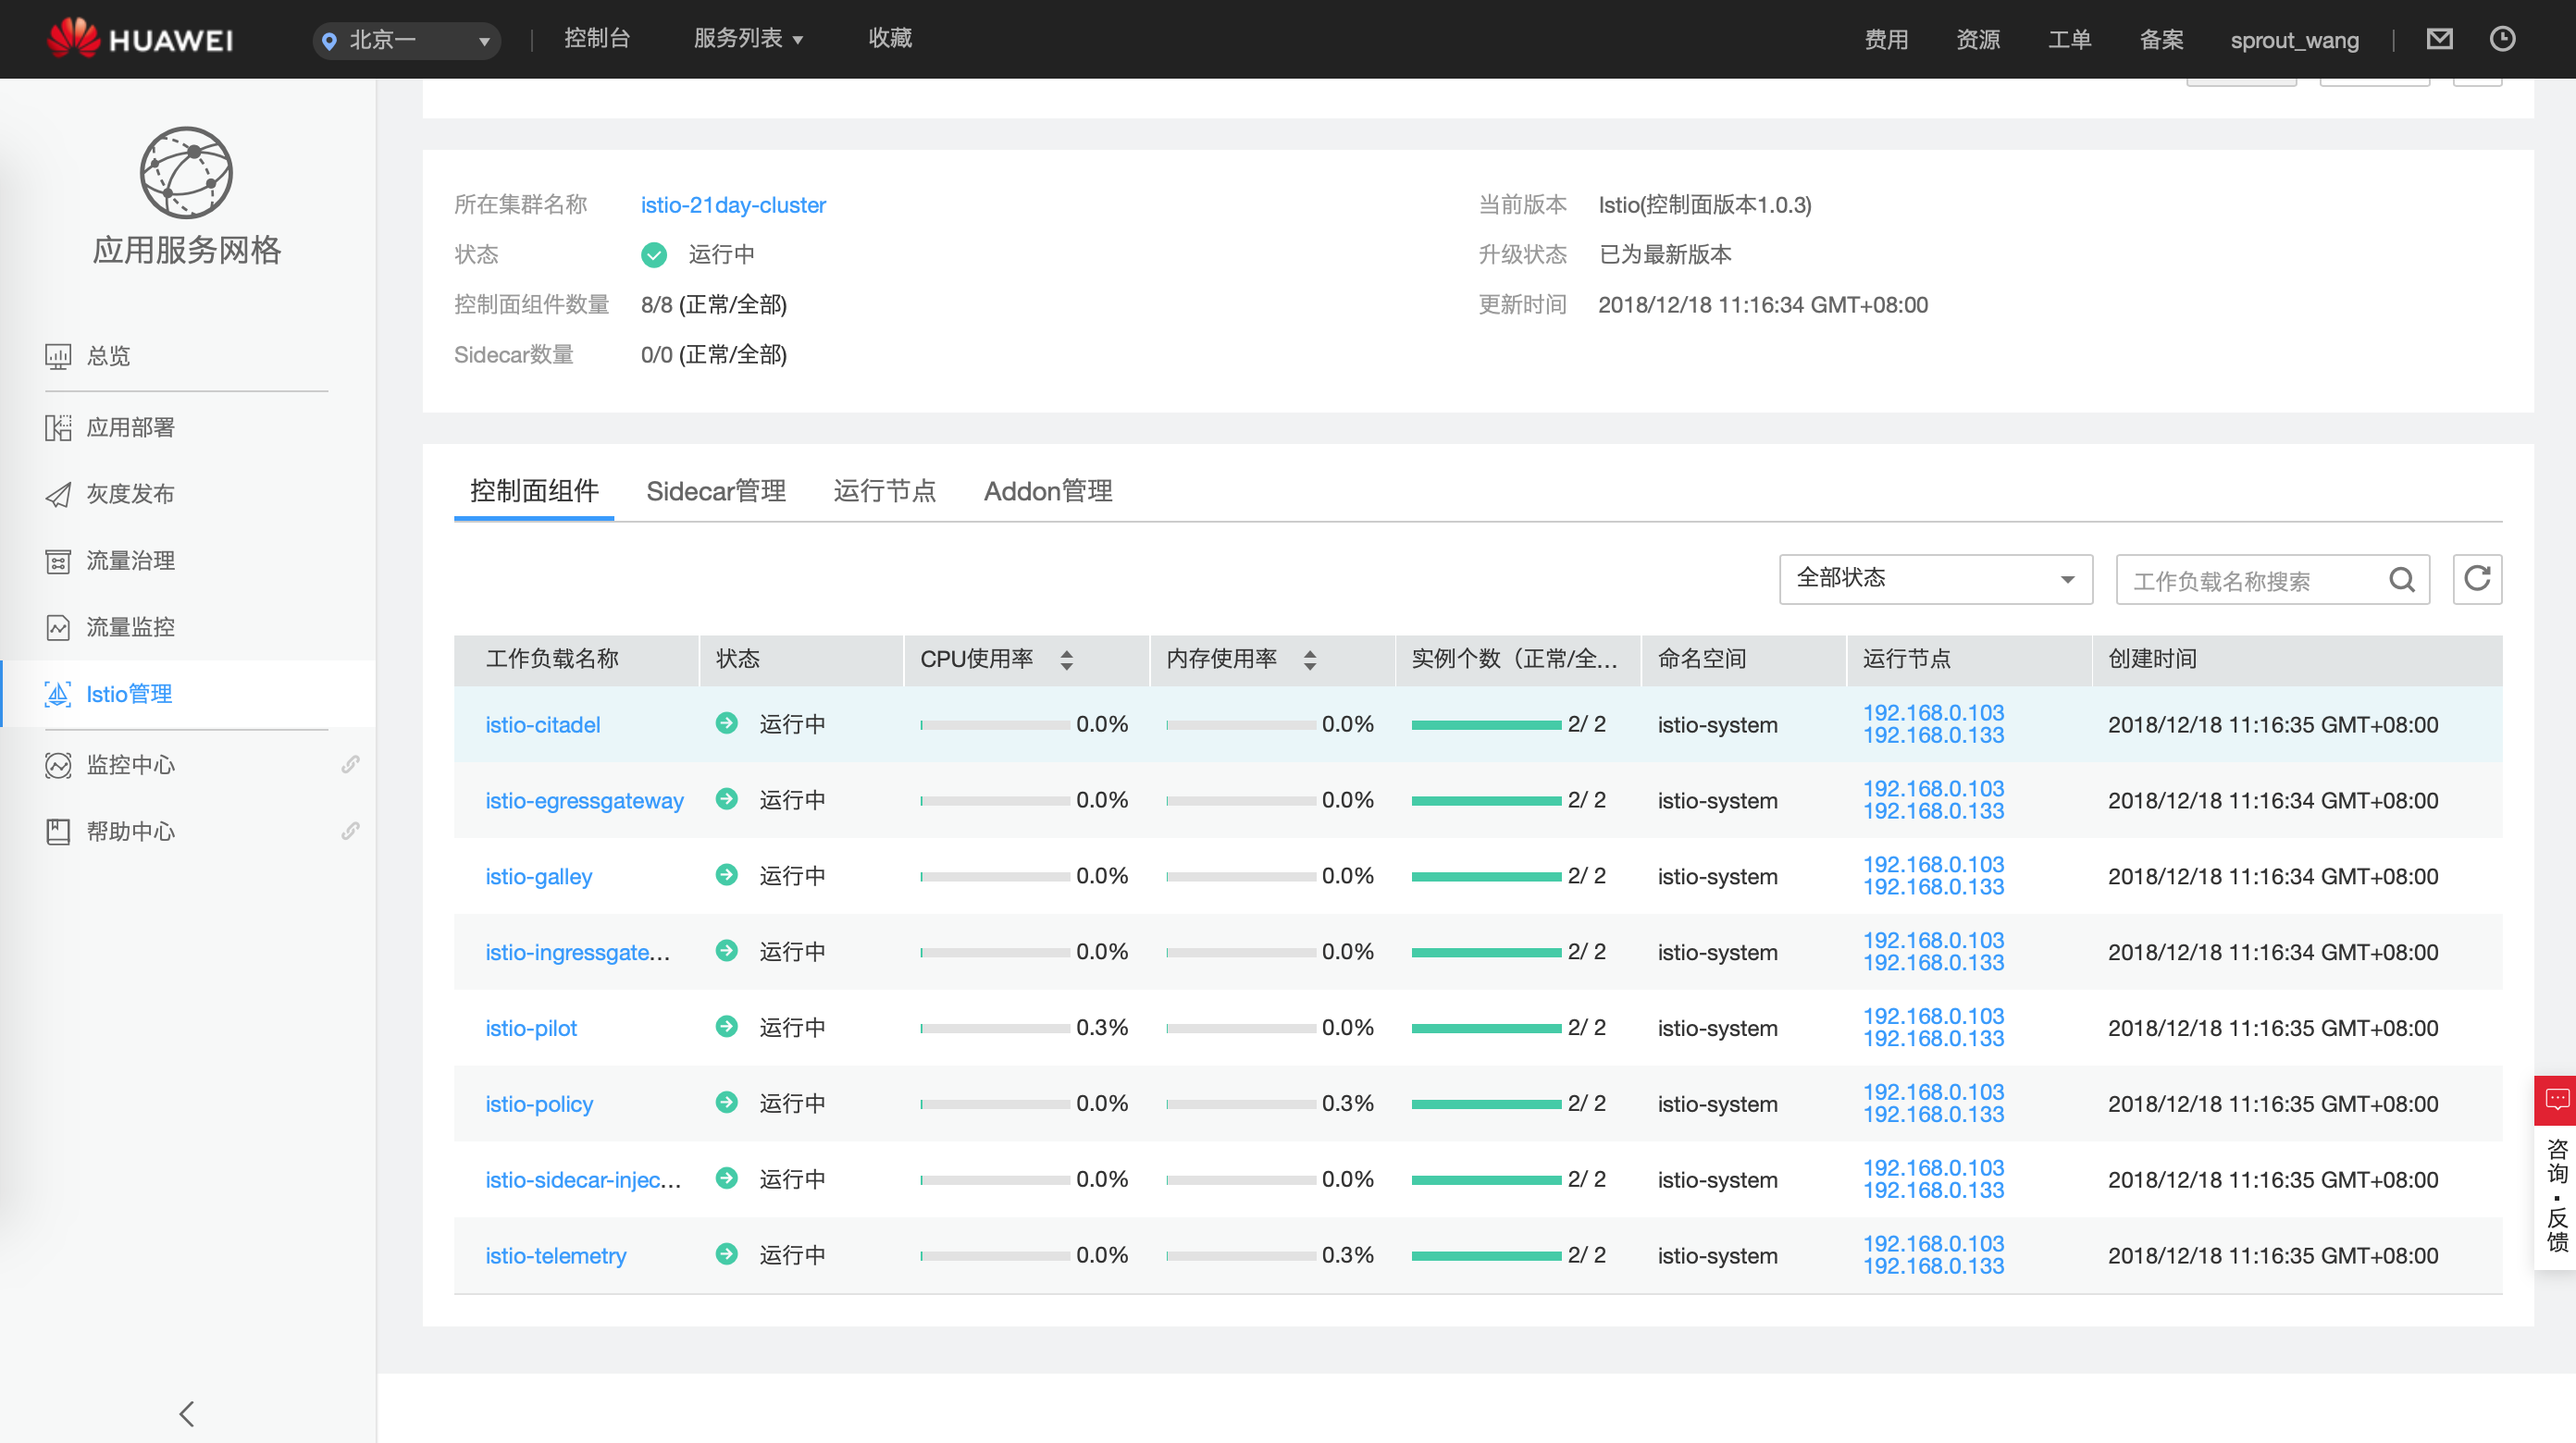 HUAWEI 北京一 控制台 服务列表 收藏 费用 资源 工单 备案 sprout_wang
应用服务网格
总览
应用部署
灰度发布
流量治理
流量监控
Istio管理
监控中心
帮助中心
所在集群名称 istio-21day-cluster 当前版本 Istio(控制面版本1.0.3)
状态 运行中 升级状态 已为最新版本
控制面组件数量 8/8 (正常/全部) 更新时间 2018/12/18 11:16:34 GMT+08:00
Sidecar数量 0/0 (正常/全部)
控制面组件 Sidecar管理 运行节点 Addon管理
全部状态 工作负载名称搜索
工作负载名称 状态 CPU使用率 内存使用率 实例个数（正常/全... 命名空间 运行节点 创建时间
istio-citadel 运行中 0.0% 0.0% 2/ 2 istio-system 192.168.0.103 2018/12/18 11:16:35 GMT+08:00
192.168.0.133
istio-egressgateway 运行中 0.0% 0.0% 2/ 2 istio-system 192.168.0.103 2018/12/18 11:16:34 GMT+08:00
192.168.0.133
istio-galley 运行中 0.0% 0.0% 2/ 2 istio-system 192.168.0.103 2018/12/18 11:16:34 GMT+08:00
192.168.0.133
istio-ingressgate... 运行中 0.0% 0.0% 2/ 2 istio-system 192.168.0.103 2018/12/18 11:16:34 GMT+08:00
192.168.0.133
istio-pilot 运行中 0.3% 0.0% 2/ 2 istio-system 192.168.0.103 2018/12/18 11:16:35 GMT+08:00
192.168.0.133
istio-policy 运行中 0.0% 0.3% 2/ 2 istio-system 192.168.0.103 2018/12/18 11:16:35 GMT+08:00
192.168.0.133
istio-sidecar-injec... 运行中 0.0% 0.0% 2/ 2 istio-system 192.168.0.103 2018/12/18 11:16:35 GMT+08:00
192.168.0.133
istio-telemetry 运行中 0.0% 0.3% 2/ 2 istio-system 192.168.0.103 2018/12/18 11:16:35 GMT+08:00
192.168.0.133
咨询·反馈